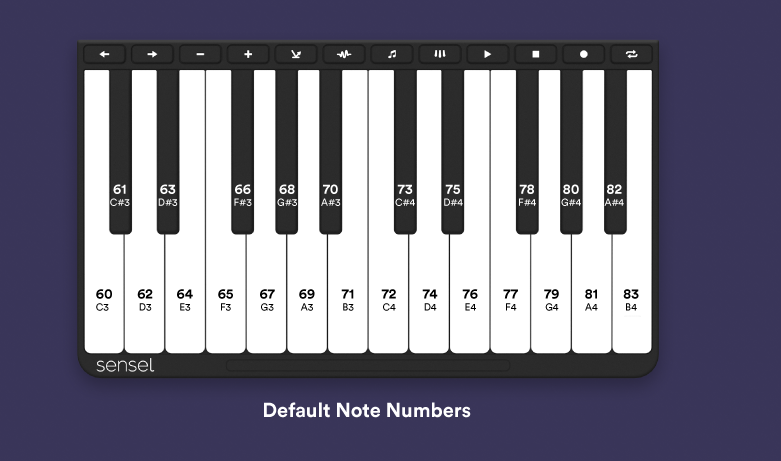 61 63 66 68 70 73 75 78 80 82
C#3 D#3 F#3 G#3 A#3 C#4 D#4 F#4 G#4 A#4
60 62 64 65 67 69 71 72 74 76 77 79 81 83
C3 D3 E3 F3 G3 A3 B3 C4 D4 E4 F4 G4 A4 B4
sensel
Default Note Numbers